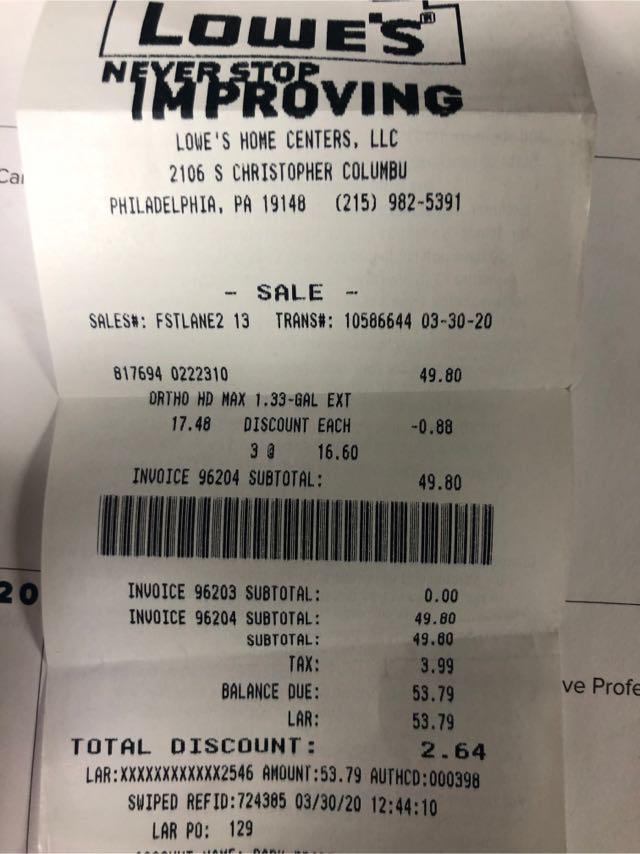 LOWE'S®
NEVER STOP
IMPROVING
LOWE'S HOME CENTERS, LLC
2106 S CHRISTOPHER COLUMBU
PHILADELPHIA, PA 19148 (215) 982-5391
- SALE -
SALES#: FSTLANE2 13 TRANS#: 10586644 03-30-20
817694 0222310 49.80
ORTHO HD MAX 1.33-GAL EXT
17.48 DISCOUNT EACH -0.88
3 @ 16.60
INVOICE 96204 SUBTOTAL: 49.80
INVOICE 96203 SUBTOTAL: 0.00
INVOICE 96204 SUBTOTAL: 49.80
SUBTOTAL: 49.80
TAX: 3.99
BALANCE DUE: 53.79
LAR: 53.79
TOTAL DISCOUNT: 2.64
LAR:XXXXXXXXXXXX2546 AMOUNT:53.79 AUTHCD:000398
SWIPED REFID:724385 03/30/20 12:44:10
LAR PO: 129
Car
20
ve Profe